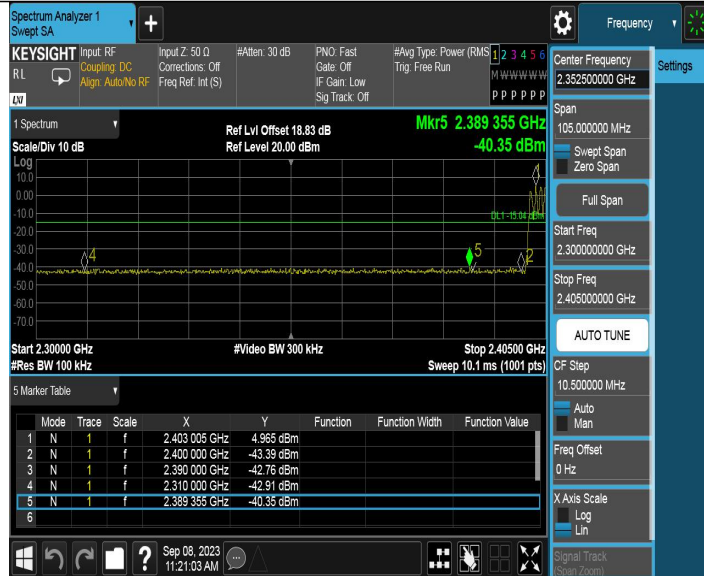 Spectrum Analyzer 1
Swept SA
Frequency
KEYSIGHT
Input: RF
Input Z: 50 Ω
#Atten: 30 dB
PNO: Fast
#Avg Type: Power (RMS
1 2 3 4 5 6
R L
Coupling: DC
Corrections: Off
Gate: Off
Trig: Free Run
M W W W W W
Align: Auto/No RF
Freq Ref: Int (S)
IF Gain: Low
Sig Track: Off
P P P P P P
LXI
Center Frequency
2.352500000 GHz
Settings
Span
105.000000 MHz
Swept Span
Zero Span
Full Span
Start Freq
2.300000000 GHz
Stop Freq
2.405000000 GHz
AUTO TUNE
CF Step
10.500000 MHz
Auto
Man
Freq Offset
0 Hz
X Axis Scale
Log
Lin
Signal Track
(Span Zoom)
1 Spectrum
Ref Lvl Offset 18.83 dB
Mkr5 2.389 355 GHz
Scale/Div 10 dB
Ref Level 20.00 dBm
-40.35 dBm
Log
10.0
0.00
-10.0
DL1 -15.04 dBm
-20.0
-30.0
4
5
2
-40.0
-50.0
-60.0
-70.0
Start 2.30000 GHz
#Video BW 300 kHz
Stop 2.40500 GHz
#Res BW 100 kHz
Sweep 10.1 ms (1001 pts)
5 Marker Table
Mode Trace Scale X Y Function Function Width Function Value
1 N 1 f 2.403 005 GHz 4.965 dBm
2 N 1 f 2.400 000 GHz -43.39 dBm
3 N 1 f 2.390 000 GHz -42.76 dBm
4 N 1 f 2.310 000 GHz -42.91 dBm
5 N 1 f 2.389 355 GHz -40.35 dBm
6
?
Sep 08, 2023
11:21:03 AM